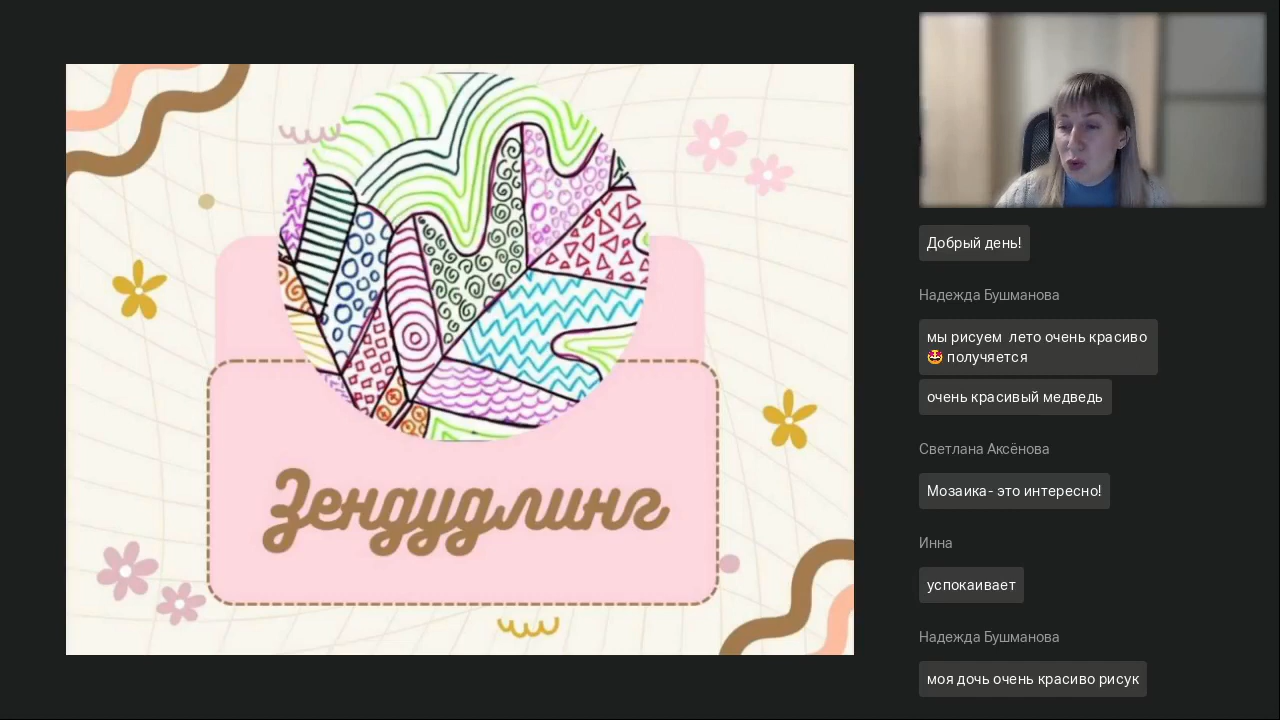 Зендудлинг
Добрый день!
Надежда Бушманова
мы рисуем лето очень красиво
🤩 получяется
очень красивый медведь
Светлана Аксёнова
Мозаика- это интересно!
Инна
успокаивает
Надежда Бушманова
моя дочь очень красиво рисук